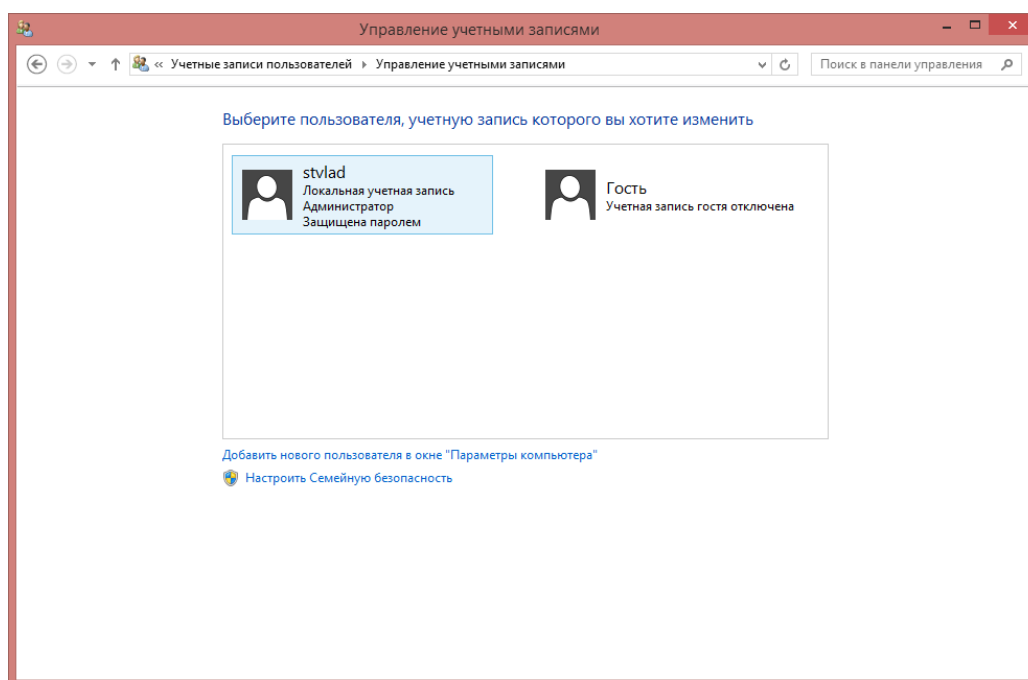 Управление учетными записями
« Учетные записи пользователей ▸ Управление учетными записями
Поиск в панели управления
Выберите пользователя, учетную запись которого вы хотите изменить
stvlad
Локальная учетная запись
Администратор
Защищена паролем
Гость
Учетная запись гостя отключена
Добавить нового пользователя в окне "Параметры компьютера"
Настроить Семейную безопасность